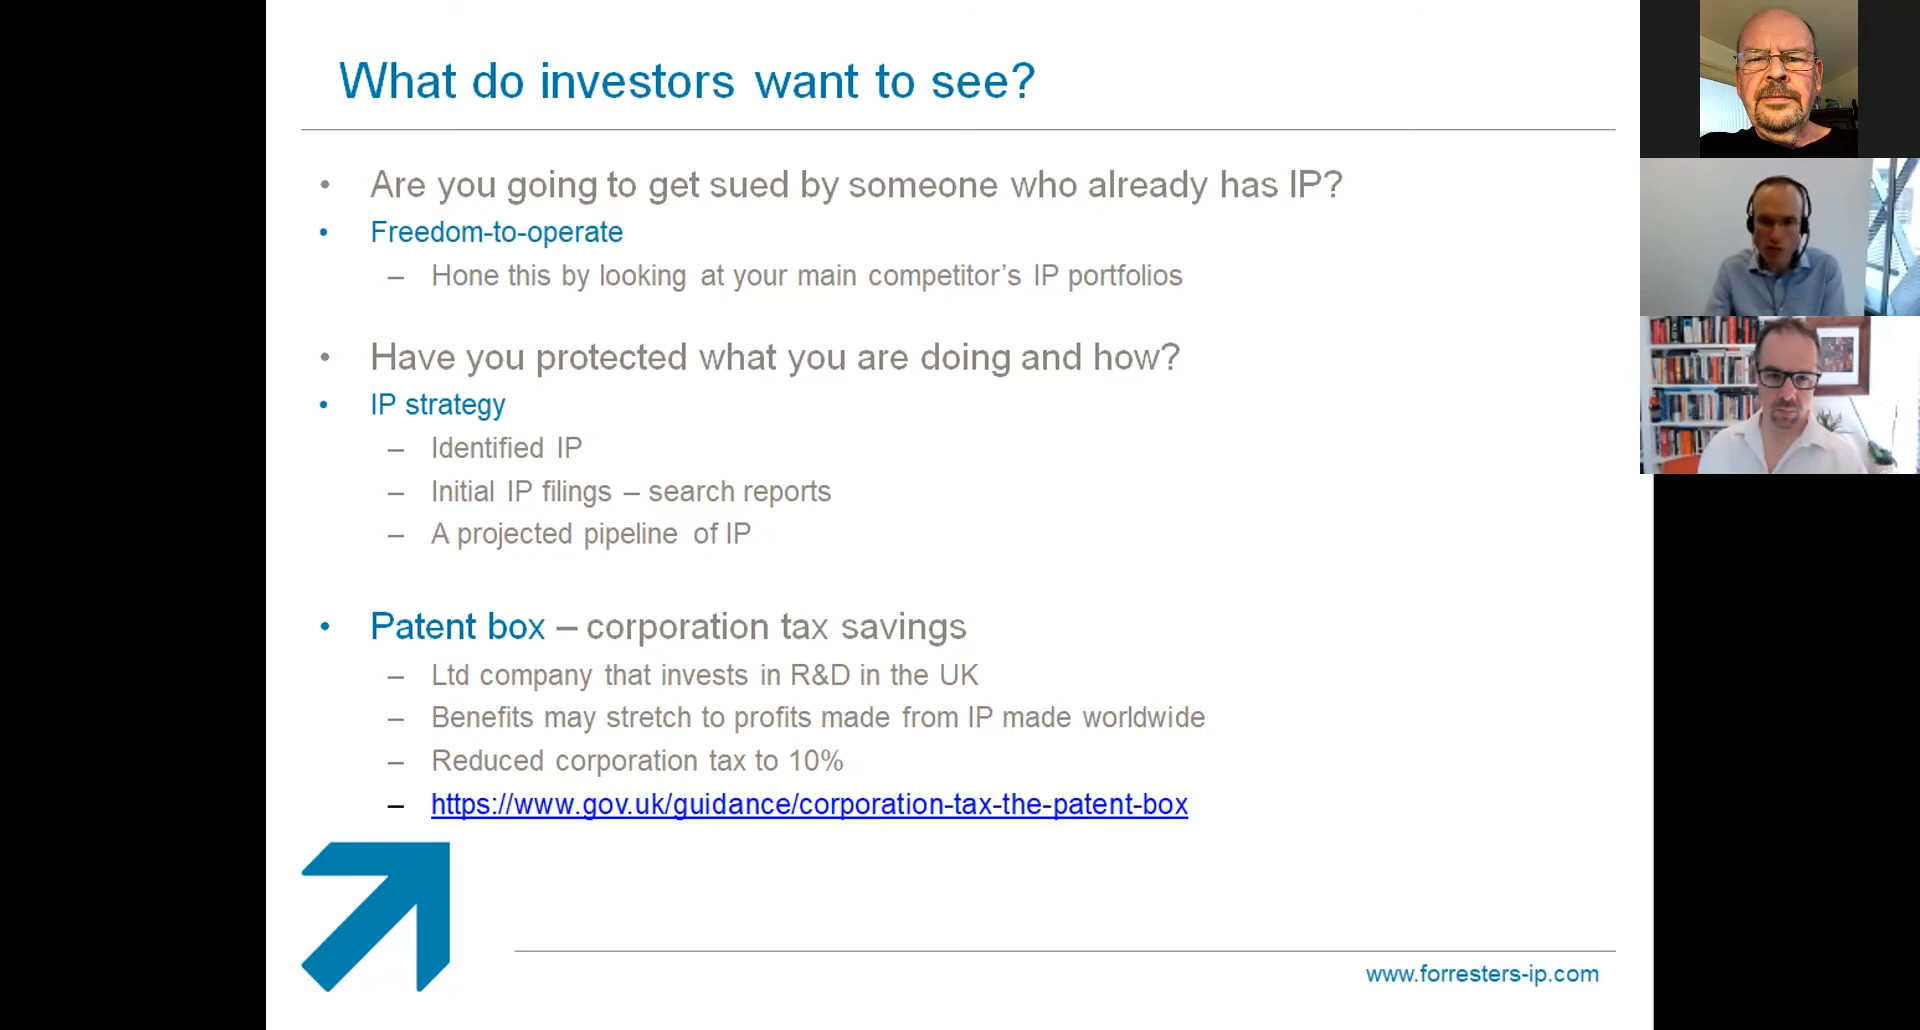 What do investors want to see?
• Are you going to get sued by someone who already has IP?
• Freedom-to-operate
– Hone this by looking at your main competitor’s IP portfolios
• Have you protected what you are doing and how?
• IP strategy
– Identified IP
– Initial IP filings – search reports
– A projected pipeline of IP
• Patent box – corporation tax savings
– Ltd company that invests in R&D in the UK
– Benefits may stretch to profits made from IP made worldwide
– Reduced corporation tax to 10%
– https://www.gov.uk/guidance/corporation-tax-the-patent-box
www.forresters-ip.com